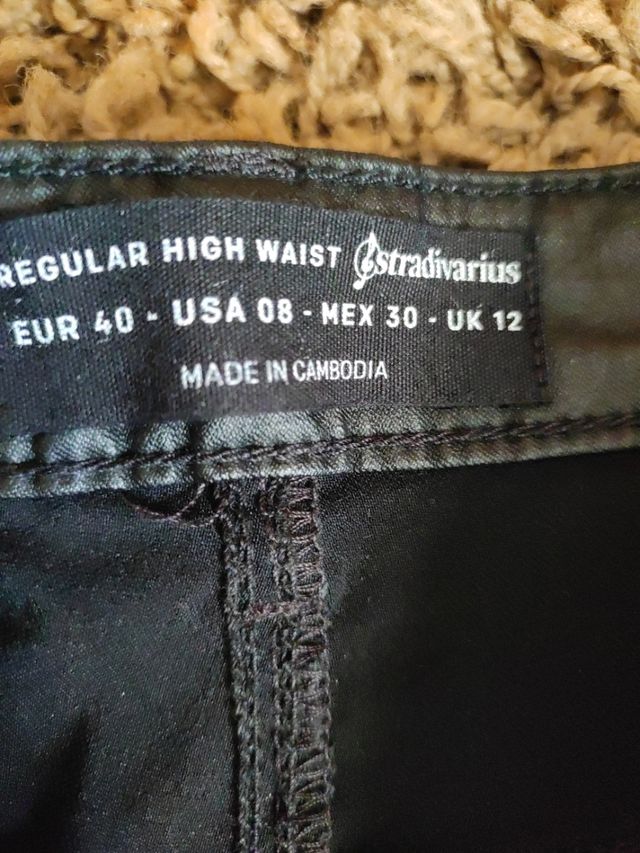 REGULAR HIGH WAIST stradivarius
EUR 40 - USA 08 - MEX 30 - UK 12
MADE IN CAMBODIA